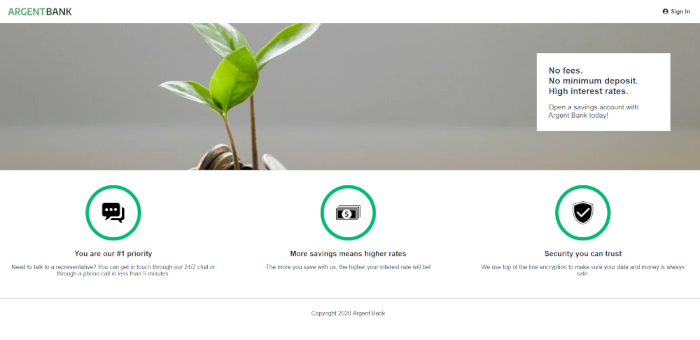 ARGENTBANK
Sign In
No fees.
No minimum deposit.
High interest rates.
Open a savings account with
Argent Bank today!
You are our #1 priority
Need to talk to a representative? You can get in touch through our 24/7 chat or
through a phone call in less than 5 minutes.
More savings means higher rates
The more you save with us, the higher your interest rate will be!
Security you can trust
We use top of the line encryption to make sure your data and money is always
safe.
Copyright 2020 Argent Bank